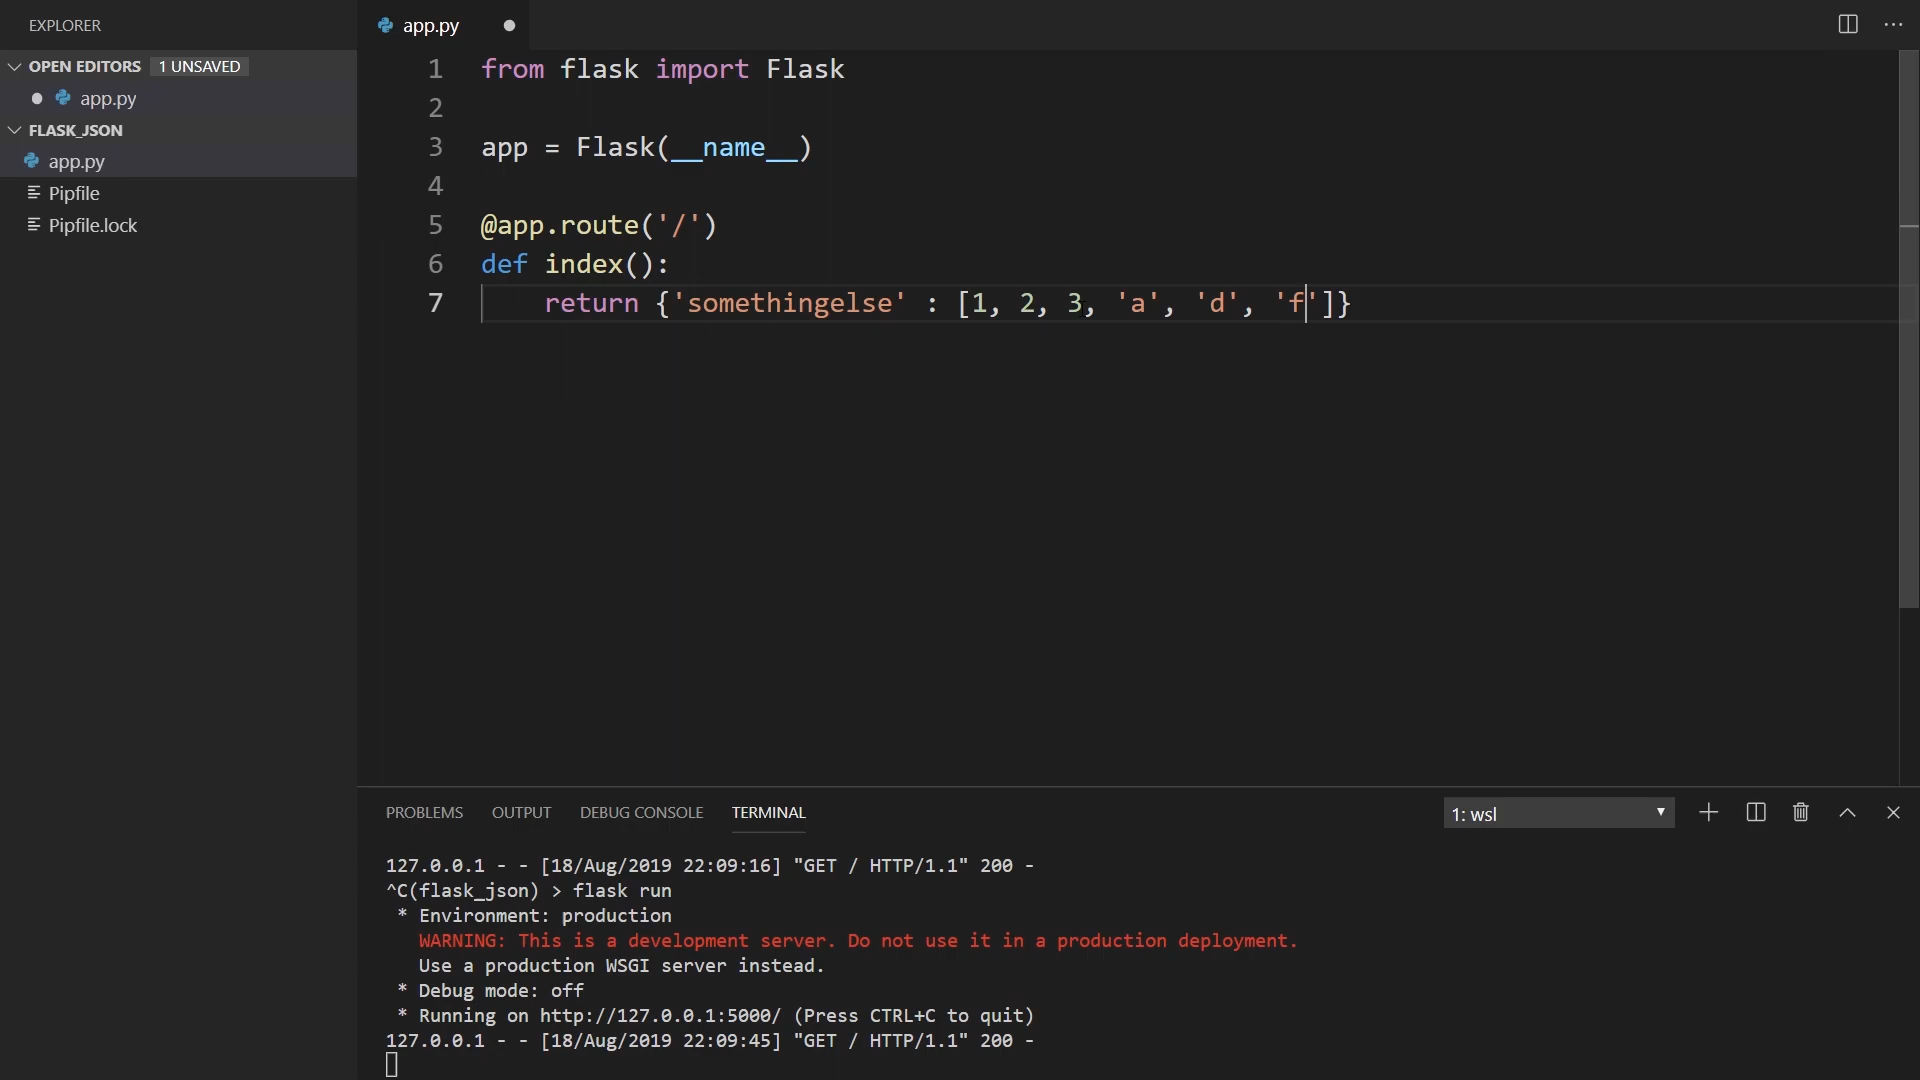 EXPLORER
OPEN EDITORS 1 UNSAVED
app.py
FLASK_JSON
app.py
Pipfile
Pipfile.lock
app.py
1 from flask import Flask
2
3 app = Flask(__name__)
4
5 @app.route('/')
6 def index():
7 return {'somethingelse' : [1, 2, 3, 'a', 'd', 'f']}
PROBLEMS OUTPUT DEBUG CONSOLE TERMINAL 1: wsl
127.0.0.1 - - [18/Aug/2019 22:09:16] "GET / HTTP/1.1" 200 -
^C(flask_json) > flask run
* Environment: production
WARNING: This is a development server. Do not use it in a production deployment.
Use a production WSGI server instead.
* Debug mode: off
* Running on http://127.0.0.1:5000/ (Press CTRL+C to quit)
127.0.0.1 - - [18/Aug/2019 22:09:45] "GET / HTTP/1.1" 200 -